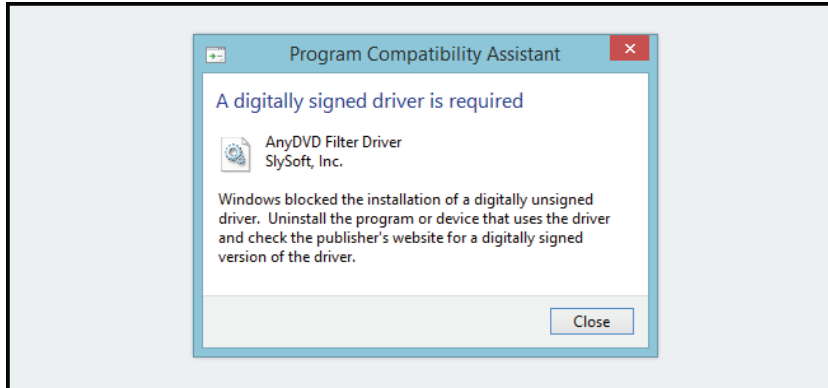 Program Compatibility Assistant
A digitally signed driver is required
AnyDVD Filter Driver
SlySoft, Inc.
Windows blocked the installation of a digitally unsigned
driver.  Uninstall the program or device that uses the driver
and check the publisher's website for a digitally signed
version of the driver.
Close